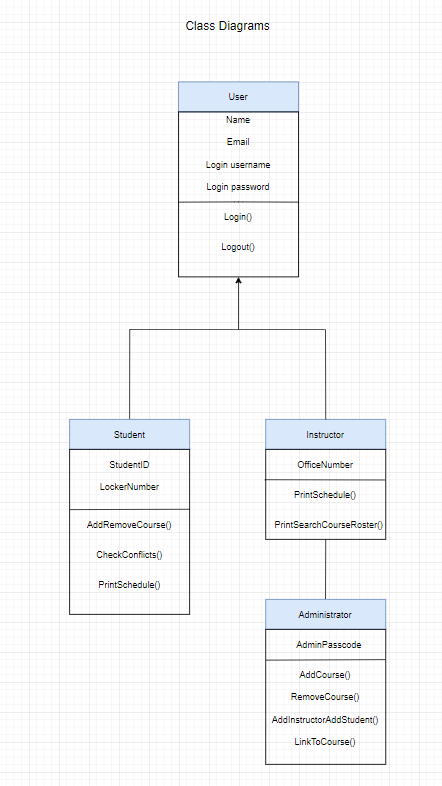 Class Diagrams
User
Name
Email
Login username
Login password
Login()
Logout()
Student
StudentID
LockerNumber
AddRemoveCourse()
CheckConflicts()
PrintSchedule()
Instructor
OfficeNumber
PrintSchedule()
PrintSearchCourseRoster()
Administrator
AdminPasscode
AddCourse()
RemoveCourse()
AddInstructorAddStudent()
LinkToCourse()